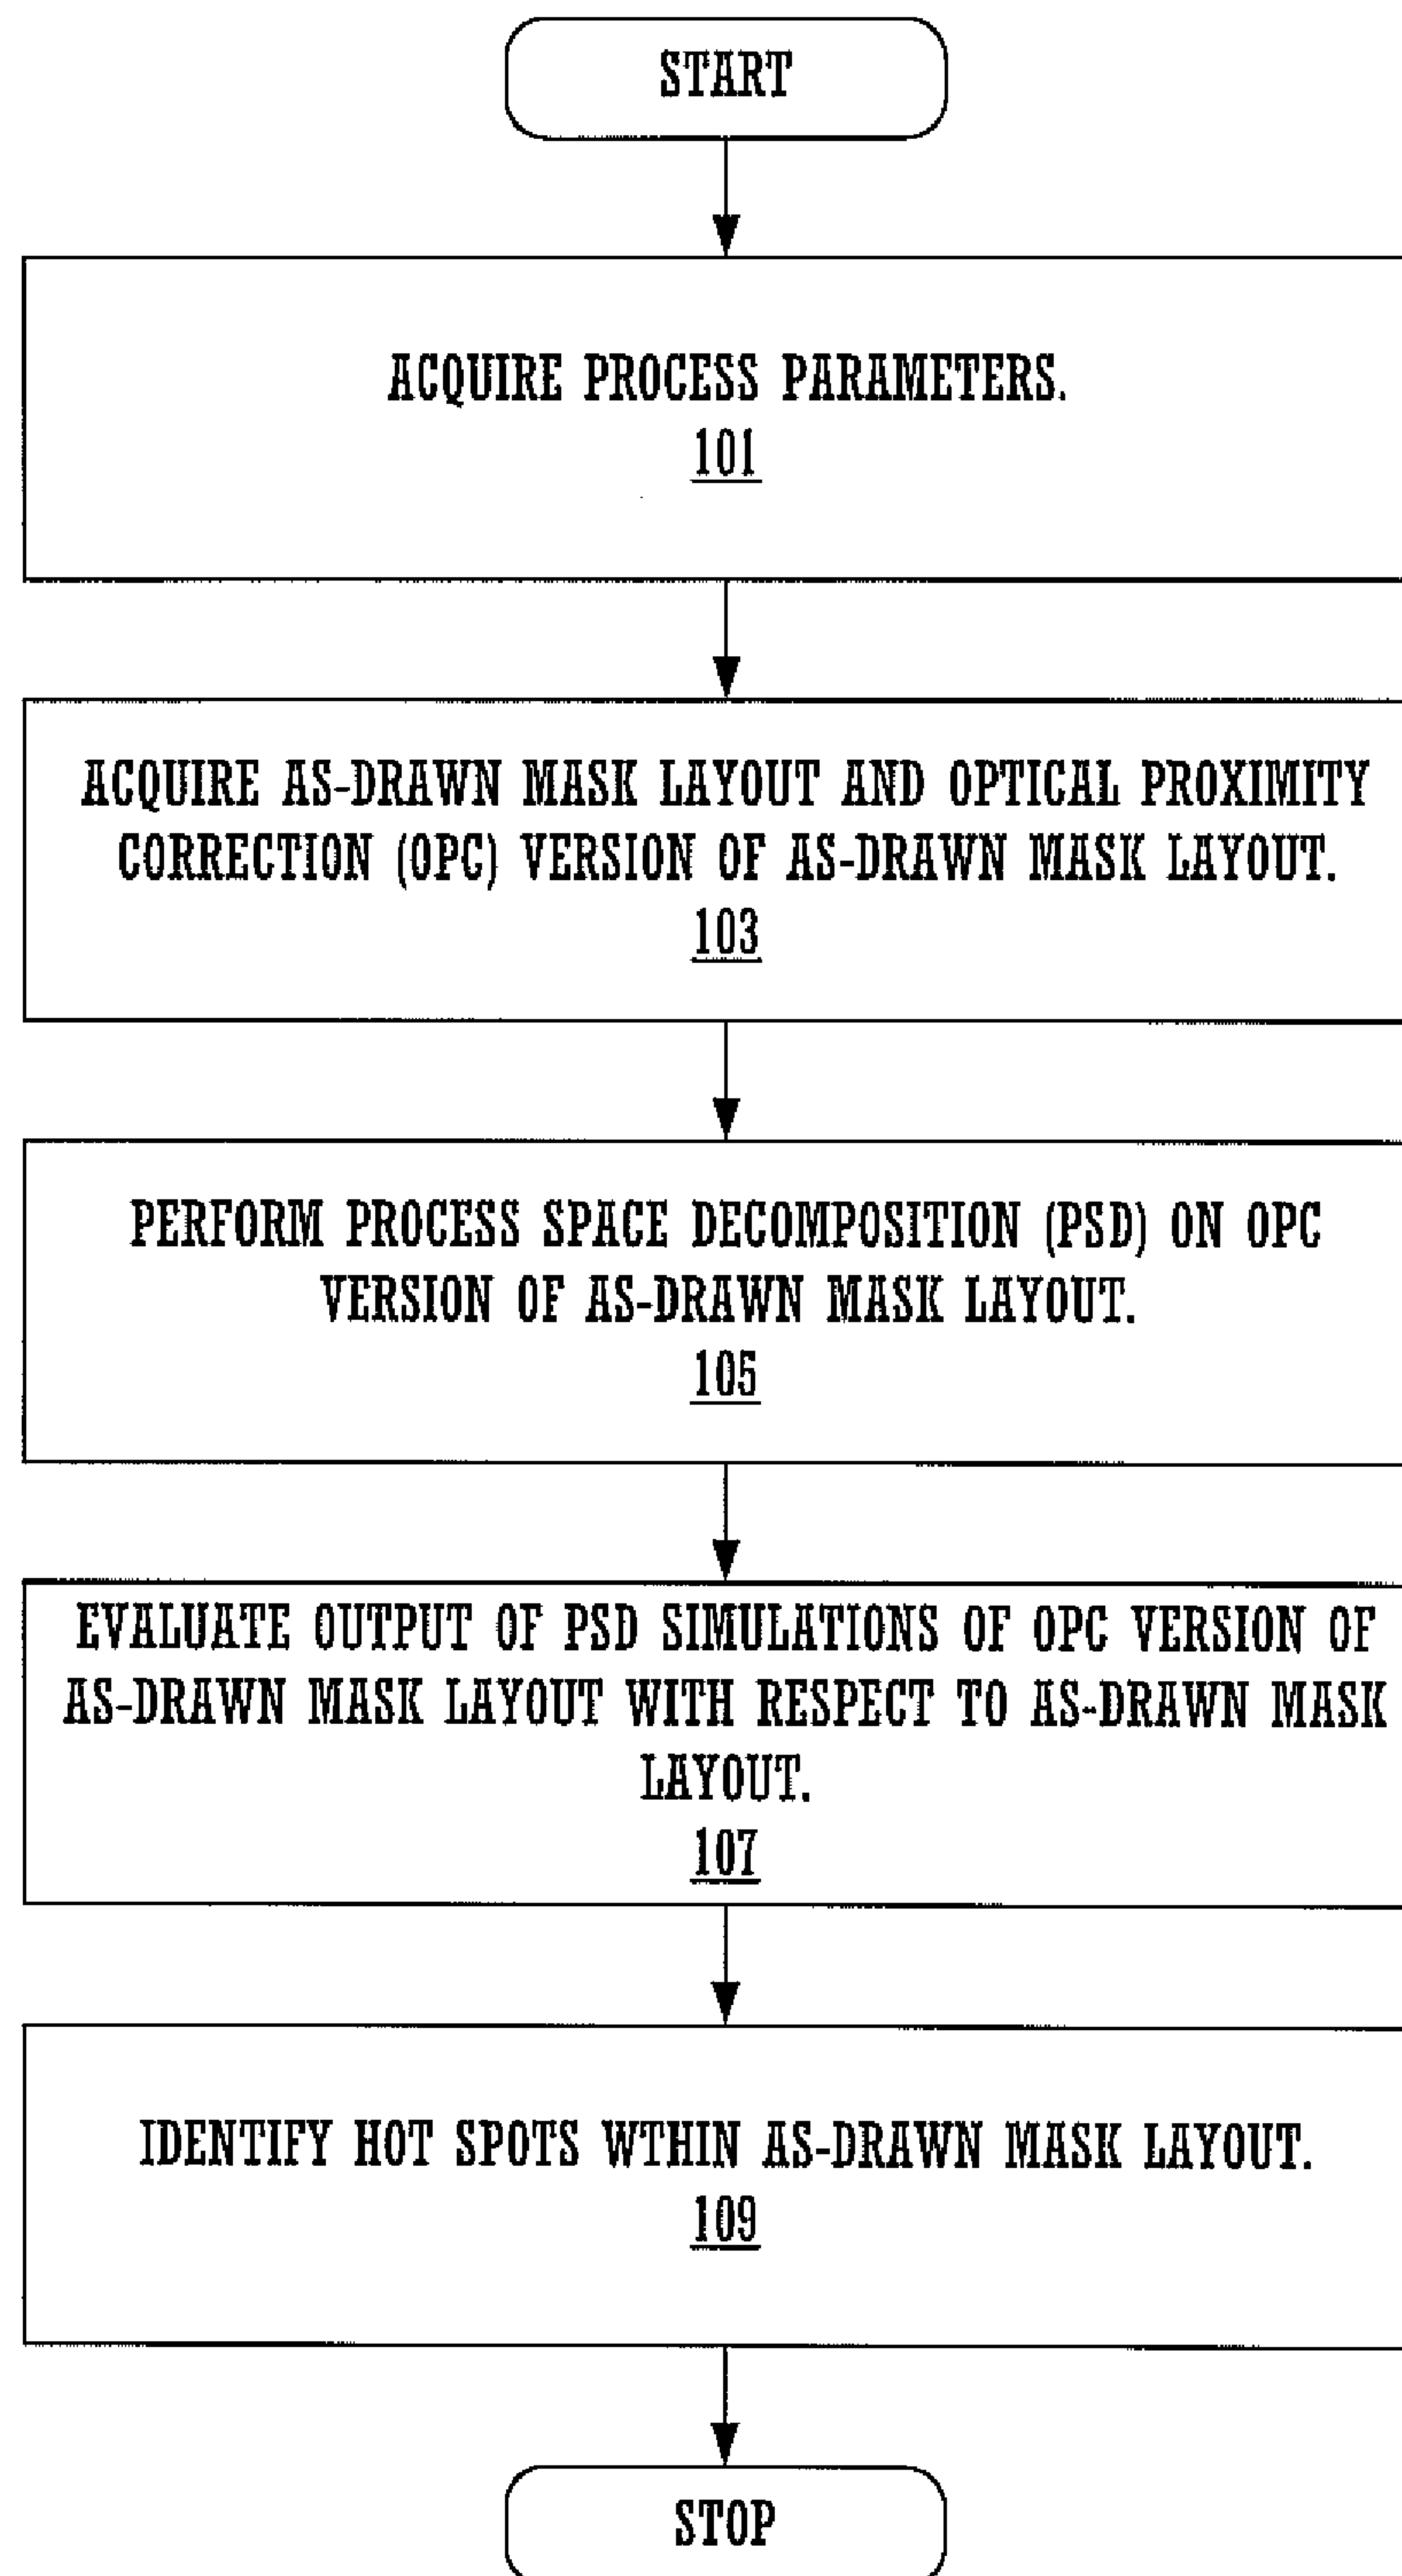 START
ACQUIRE PROCESS PARAMETERS.
101
ACQUIRE AS-DRAWN MASK LAYOUT AND OPTICAL PROXIMITY
CORRECTION (OPC) VERSION OF AS-DRAWN MASK LAYOUT.
103
PERFORM PROCESS SPACE DECOMPOSITION (PSD) ON OPC
VERSION OF AS-DRAWN MASK LAYOUT.
105
EVALUATE OUTPUT OF PSD SIMULATIONS OF OPC VERSION OF
AS-DRAWN MASK LAYOUT WITH RESPECT TO AS-DRAWN MASK
LAYOUT.
107
IDENTIFY HOT SPOTS WTHIN AS-DRAWN MASK LAYOUT.
109
STOP